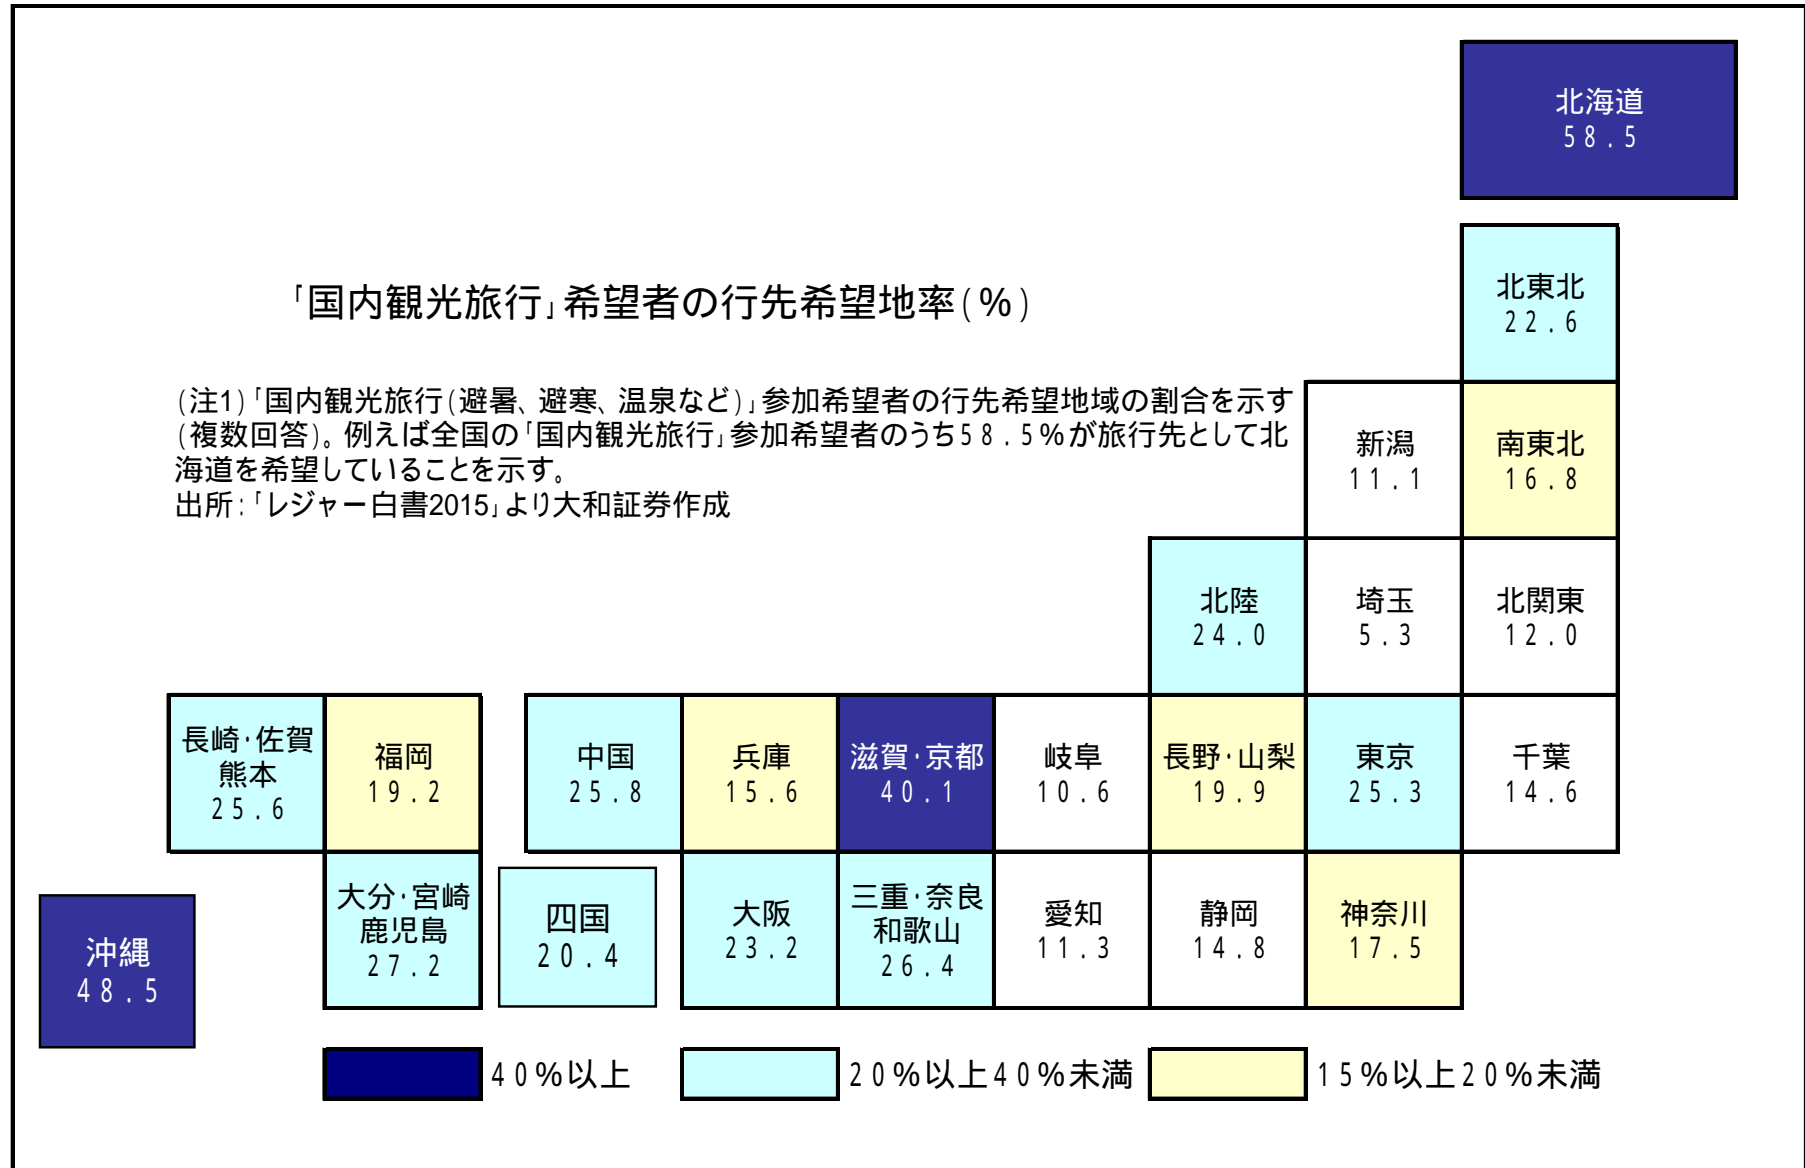 北海道
58.5
北東北
22.6
「国内観光旅行」希望者の行先希望地率(%)
(注1)「国内観光旅行(避暑、避寒、温泉など)」参加希望者の行先希望地域の割合を示す
(複数回答)。例えば全国の「国内観光旅行」参加希望者のうち58.5%が旅行先として北
海道を希望していることを示す。
出所:「レジャー白書2015」より大和証券作成
新潟
11.1
南東北
16.8
北陸
24.0
埼玉
5.3
北関東
12.0
長崎・佐賀
熊本
25.6
福岡
19.2
中国
25.8
兵庫
15.6
滋賀・京都
40.1
岐阜
10.6
長野・山梨
19.9
東京
25.3
千葉
14.6
沖縄
48.5
大分・宮崎
鹿児島
27.2
四国
20.4
大阪
23.2
三重・奈良
和歌山
26.4
愛知
11.3
静岡
14.8
神奈川
17.5
40%以上
20%以上40%未満
15%以上20%未満